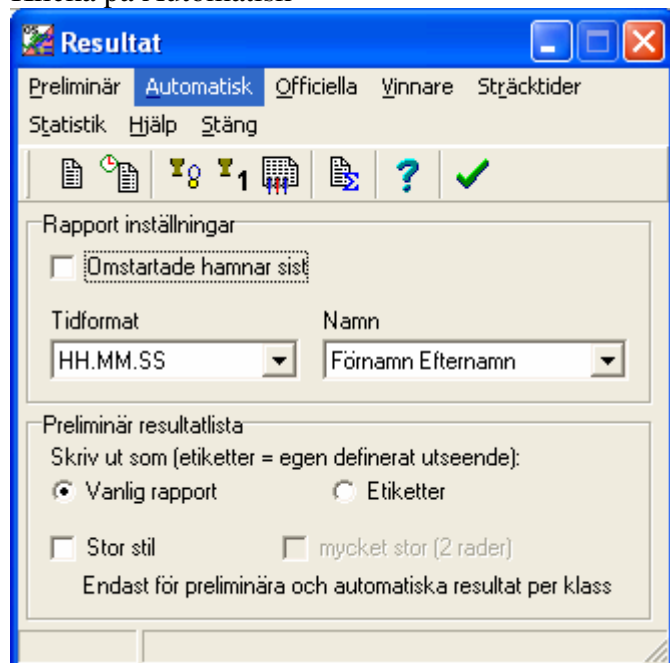 Klicka på Automatisk
Resultat
Preliminär Automatisk Officiella Vinnare Sträcktider
Statistik Hjälp Stäng
1 Σ ?
Rapport inställningar
Omstartade hamnar sist
Tidformat Namn
HH.MM.SS Förnamn Efternamn
Preliminär resultatlista
Skriv ut som (etiketter = egen definerat utseende):
Vanlig rapport Etiketter
Stor stil mycket stor (2 rader)
Endast för preliminära och automatiska resultat per klass